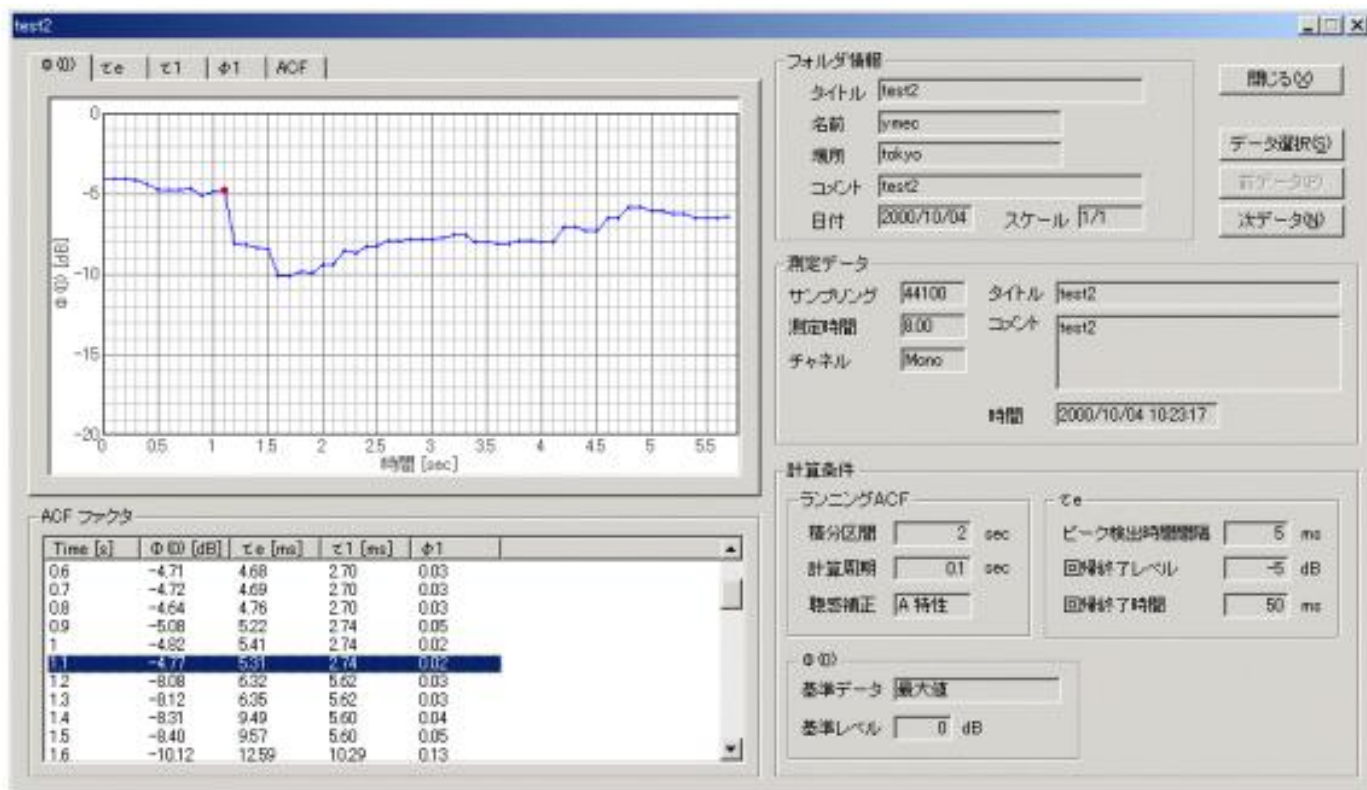 test2
Φ(0) τe τ1 φ1 ACF
0
-5
-10
-15
-20
Φ(0) [dB]
0 0.5 1 1.5 2 2.5 3 3.5 4 4.5 5 5.5
時間 [sec]
ACF ファクタ
Time [s] Φ(0) [dB] τe [ms] τ1 [ms] φ1
0.6 -4.71 4.68 2.70 0.03
0.7 -4.72 4.69 2.70 0.03
0.8 -4.64 4.76 2.70 0.03
0.9 -5.08 5.22 2.74 0.05
1 -4.82 5.41 2.74 0.02
1.1 -4.77 5.31 2.74 0.02
1.2 -8.08 6.32 5.62 0.03
1.3 -8.12 6.35 5.62 0.03
1.4 -8.31 9.49 5.60 0.04
1.5 -8.40 9.57 5.60 0.05
1.6 -10.12 12.59 10.29 0.13
フォルダ情報
タイトル test2
名前 ymec
場所 tokyo
コメント test2
日付 2000/10/04 スケール 1/1
閉じる(X)
データ選択(S)
前データ(P)
次データ(N)
測定データ
サンプリング 44100 タイトル test2
測定時間 8.00 コメント test2
チャネル Mono
時間 2000/10/04 10:23:17
計算条件
ランニングACF
積分区間 2 sec
計算周期 0.1 sec
聴感補正 A 特性
τe
ピーク検出時間間隔 5 ms
回帰終了レベル -5 dB
回帰終了時間 50 ms
Φ(0)
基準データ 最大値
基準レベル 0 dB